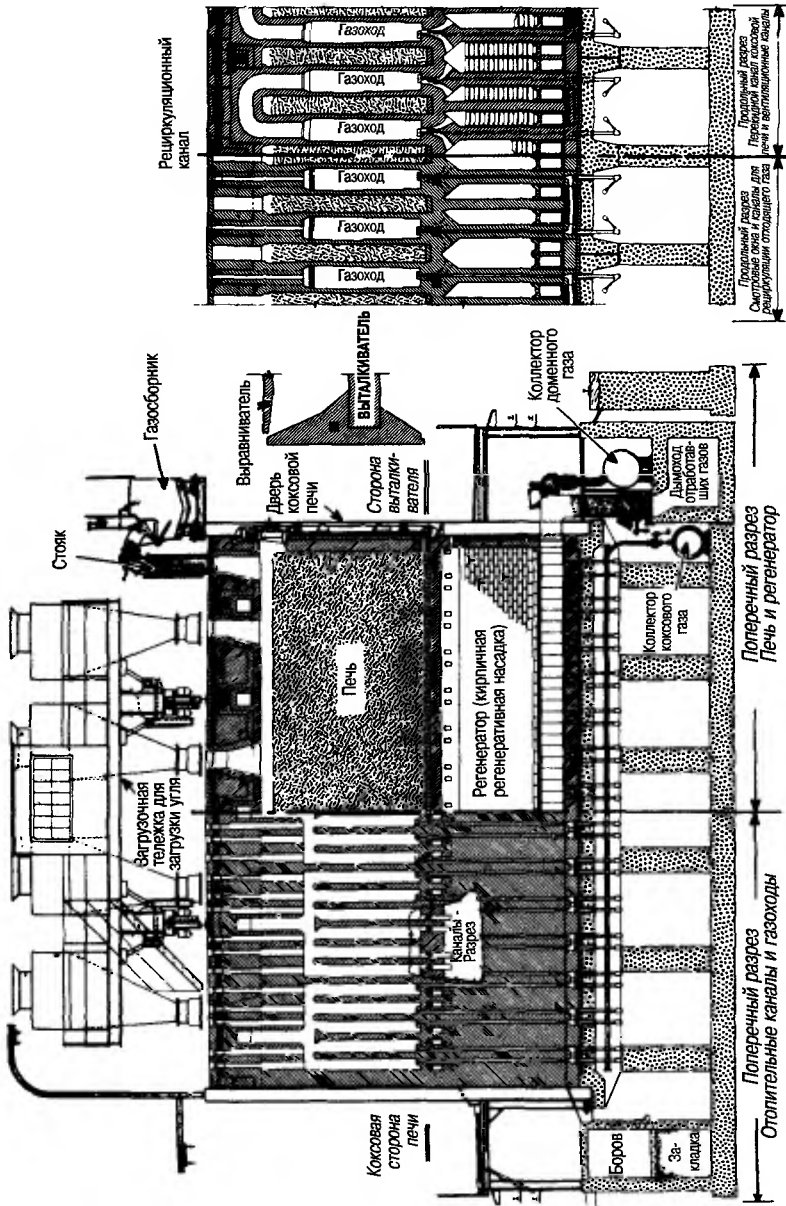 Рециркуляционный
канал
Газоход
Газоход
Газоход
Газоход
Газоход
Газоход
Продольный разрез
Смотровые окна и каналы для
рециркуляции отходящего газа
Продольный разрез
Перекидной канал коксовой
печи и вентиляционные каналы
Стояк
Газосборник
Выравниватель
ВЫТАЛКИВАТЕЛЬ
Дверь
коксовой
печи
Сторона
выталки-
вателя
Коллектор
доменного
газа
Загрузочная
тележка для
загрузки угля
Печь
Регенератор (кирпичная
регенеративная насадка)
Каналы -
Разрез
Дымоход
отработав-
ших газов
Коллектор
коксового
газа
Коксовая
сторона
печи
Боров
За-
кладка
Поперечный разрез
Отопительные каналы и газоходы
Поперечный разрез
Печь и регенератор